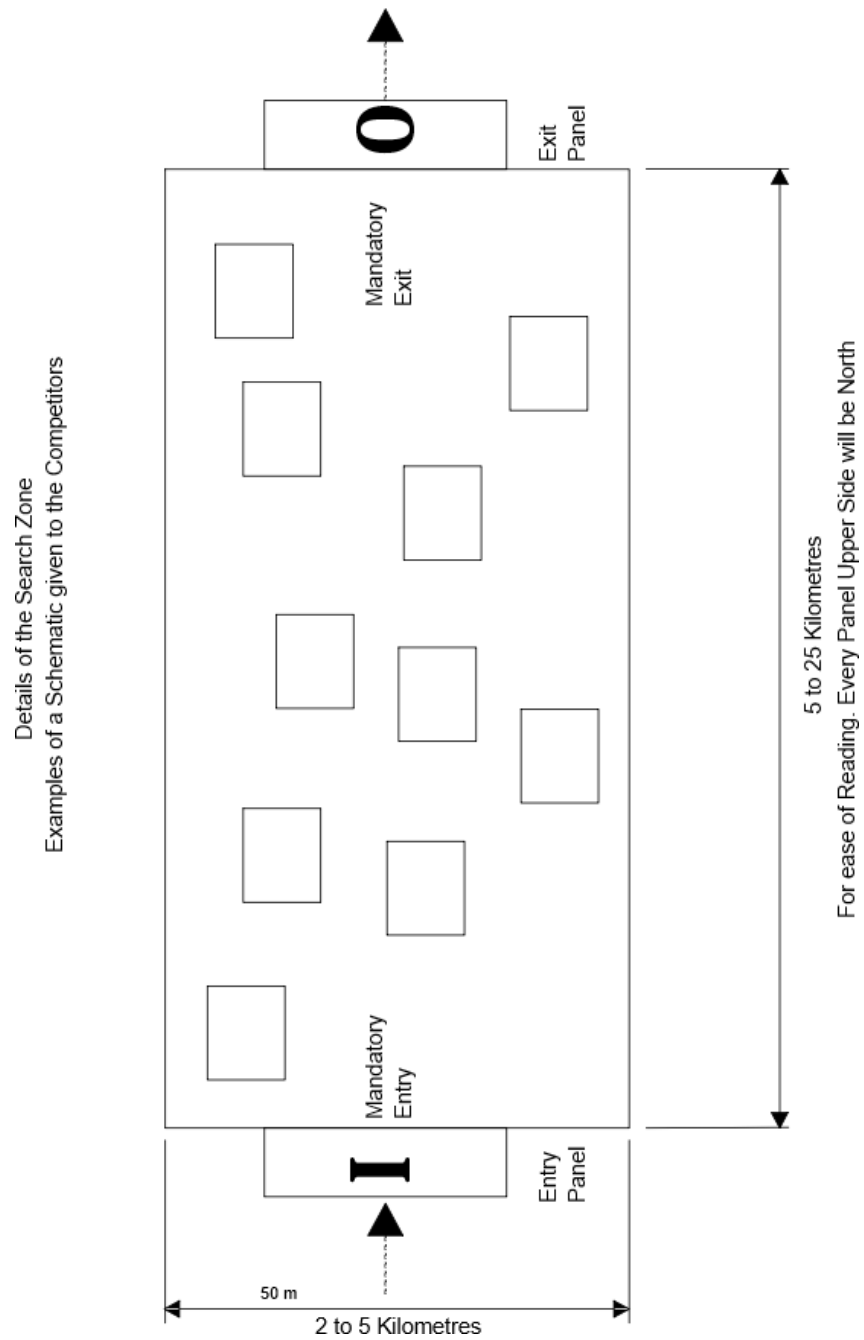 Details of the Search Zone
Examples of a Schematic given to the Competitors
I
Entry
Panel
Mandatory
Entry
Mandatory
Exit
O
Exit
Panel
50 m
2 to 5 Kilometres
5 to 25 Kilometres
For ease of Reading. Every Panel Upper Side will be North